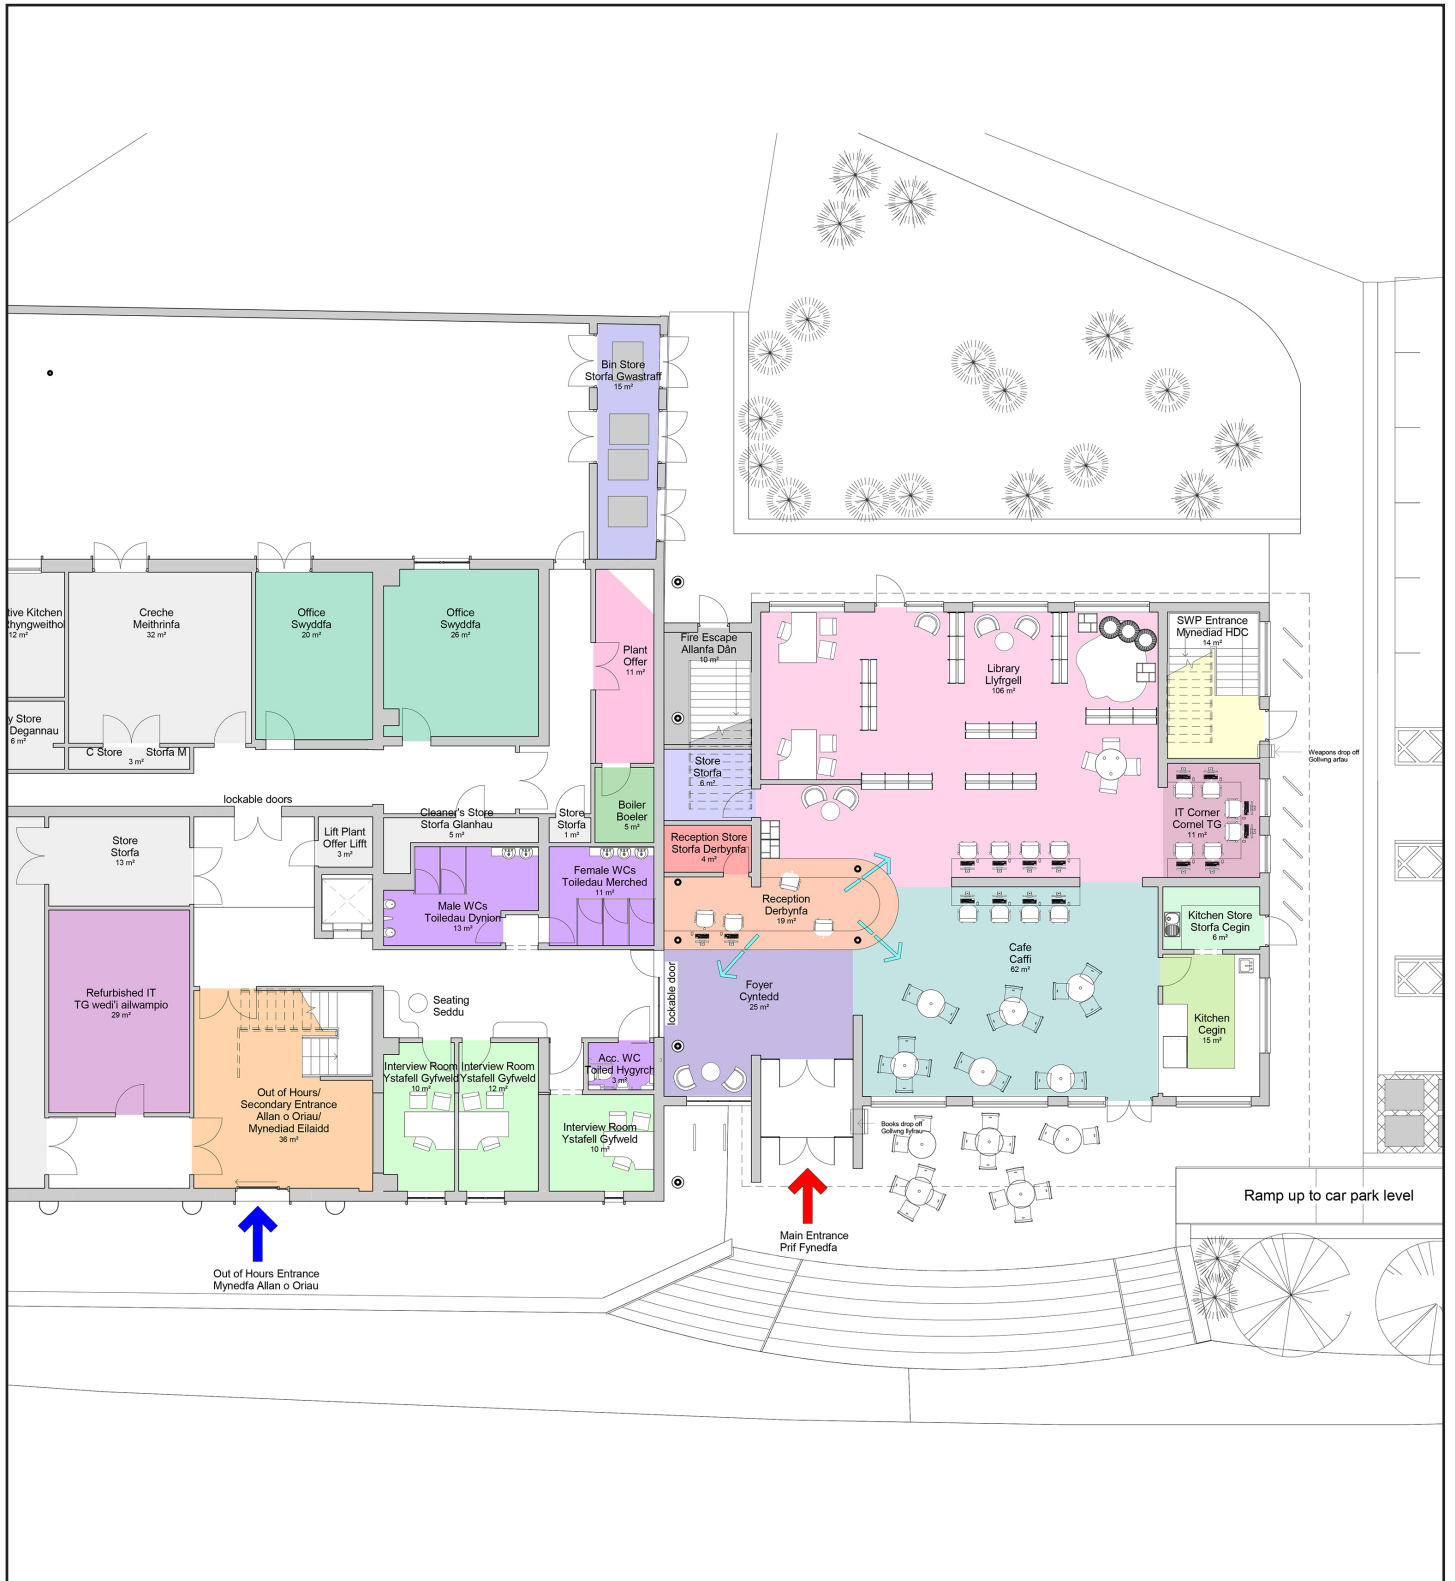 Bin Store
Storfa Gwastraff
15 m²
tive Kitchen
Rhyngweithol
12 m²
Creche
Meithrinfa
32 m²
Office
Swyddfa
20 m²
Office
Swyddfa
26 m²
Plant
Offer
11 m²
Fire Escape
Allanfa Dân
10 m²
Library
Llyfrgell
106 m²
SWP Entrance
Mynediad HDC
14 m²
y Store
Degannau
6 m²
C Store Storfa M
3 m²
Store
Storfa
6 m²
Weapons drop off
Gollwng arfau
lockable doors
Cleaner's Store
Storfa Glanhau
5 m²
Store
Storfa
1 m²
Boiler
Boeler
5 m²
IT Corner
Cornel TG
11 m²
Store
Storfa
13 m²
Lift Plant
Offer Lifft
3 m²
Reception Store
Storfa Derbynfa
4 m²
Female WCs
Toiledau Merched
11 m²
Male WCs
Toiledau Dynion
13 m²
Reception
Derbynfa
19 m²
Kitchen Store
Storfa Cegin
6 m²
Cafe
Caffi
62 m²
Refurbished IT
TG wedi'i ailwampio
29 m²
Seating
Seddu
lockable door
Foyer
Cyntedd
25 m²
Kitchen
Cegin
15 m²
Interview Room
Ystafell Gyfweld
10 m²
Interview Room
Ystafell Gyfweld
12 m²
Acc. WC
Toiled Hygyrch
3 m²
Out of Hours/
Secondary Entrance
Allan o Oriau/
Mynediad Eilaidd
36 m²
Interview Room
Ystafell Gyfweld
10 m²
Books drop off
Gollwng llyfrau
Ramp up to car park level
Main Entrance
Prif Fynedfa
Out of Hours Entrance
Mynedfa Allan o Oriau